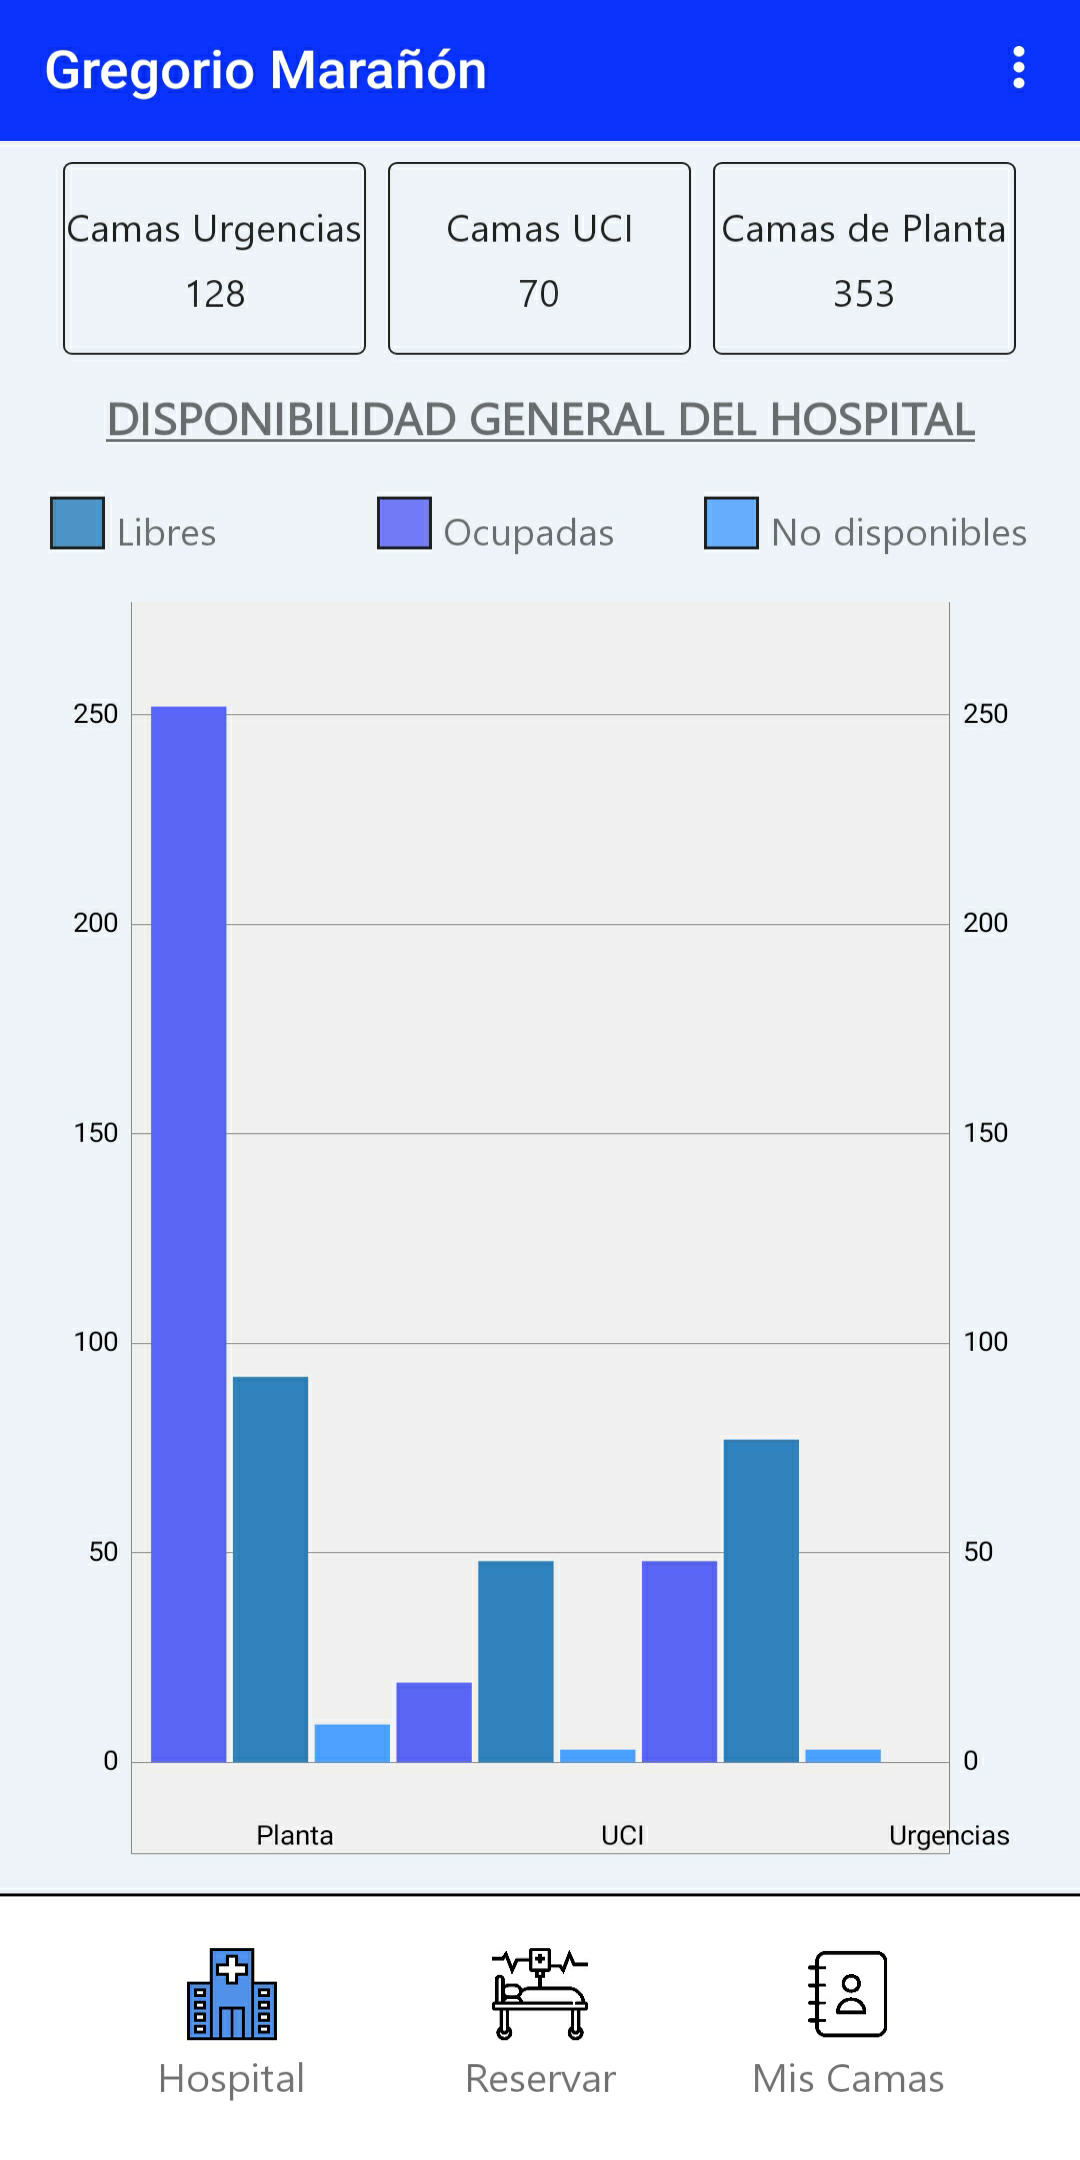 Gregorio Marañón
Camas Urgencias
128
Camas UCI
70
Camas de Planta
353
DISPONIBILIDAD GENERAL DEL HOSPITAL
Libres
Ocupadas
No disponibles
250 250
200 200
150 150
100 100
50 50
0 0
Planta UCI Urgencias
Hospital
Reservar
Mis Camas